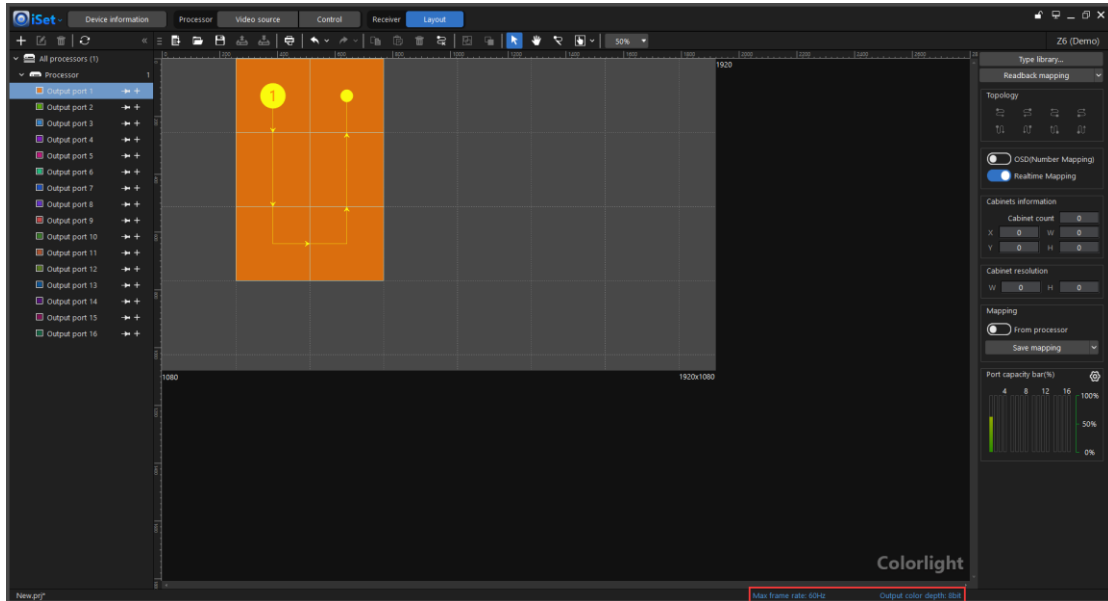 iSet Device information Processor Video source Control Receiver Layout
50% Z6 (Demo)
All processors (1)
Processor 1
Output port 1
Output port 2
Output port 3
Output port 4
Output port 5
Output port 6
Output port 7
Output port 8
Output port 9
Output port 10
Output port 11
Output port 12
Output port 13
Output port 14
Output port 15
Output port 16
1920
1
1080
1920x1080
Colorlight
Type library...
Readback mapping
Topology
OSD(Number Mapping)
Realtime Mapping
Cabinets information
Cabinet count 0
X 0 W 0
Y 0 H 0
Cabinet resolution
W 0 H 0
Mapping
From processor
Save mapping
Port capacity bar(%)
4 8 12 16
100%
50%
0%
New.prj* Max frame rate: 60Hz Output color depth: 8bit